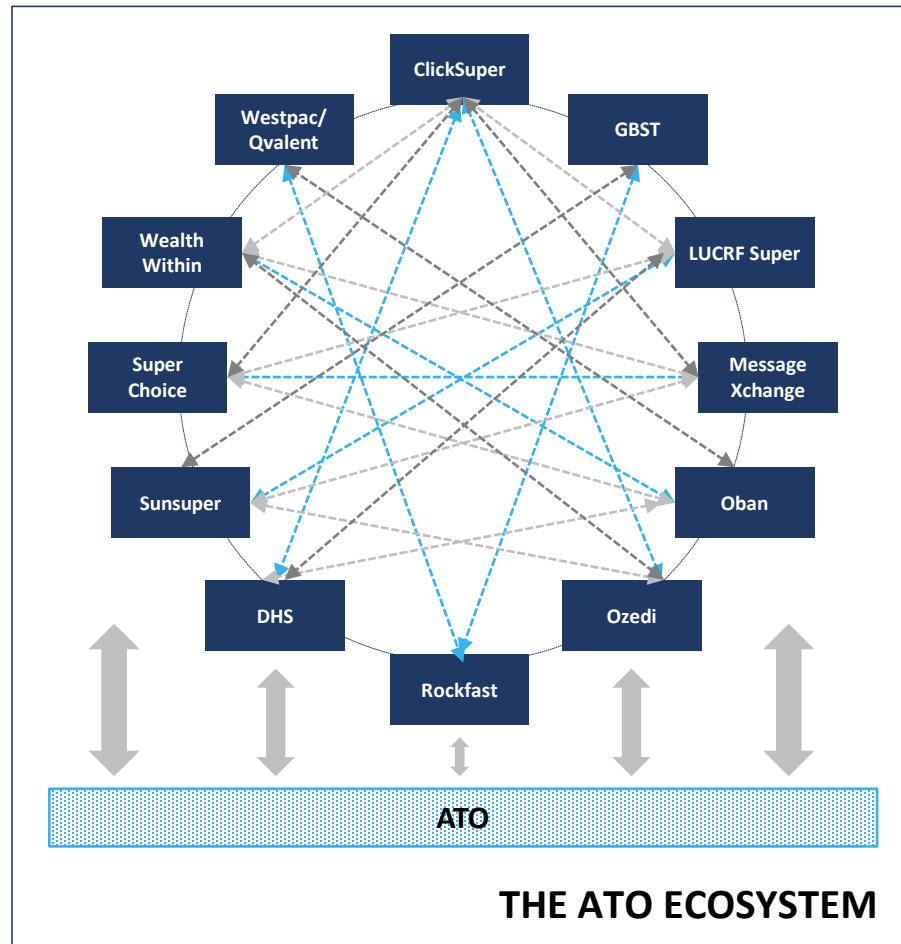 ClickSuper
Westpac/
Qvalent
GBST
Wealth
Within
LUCRF Super
Super
Choice
Message
Xchange
Sunsuper
Oban
DHS
Ozedi
Rockfast
ATO
THE ATO ECOSYSTEM